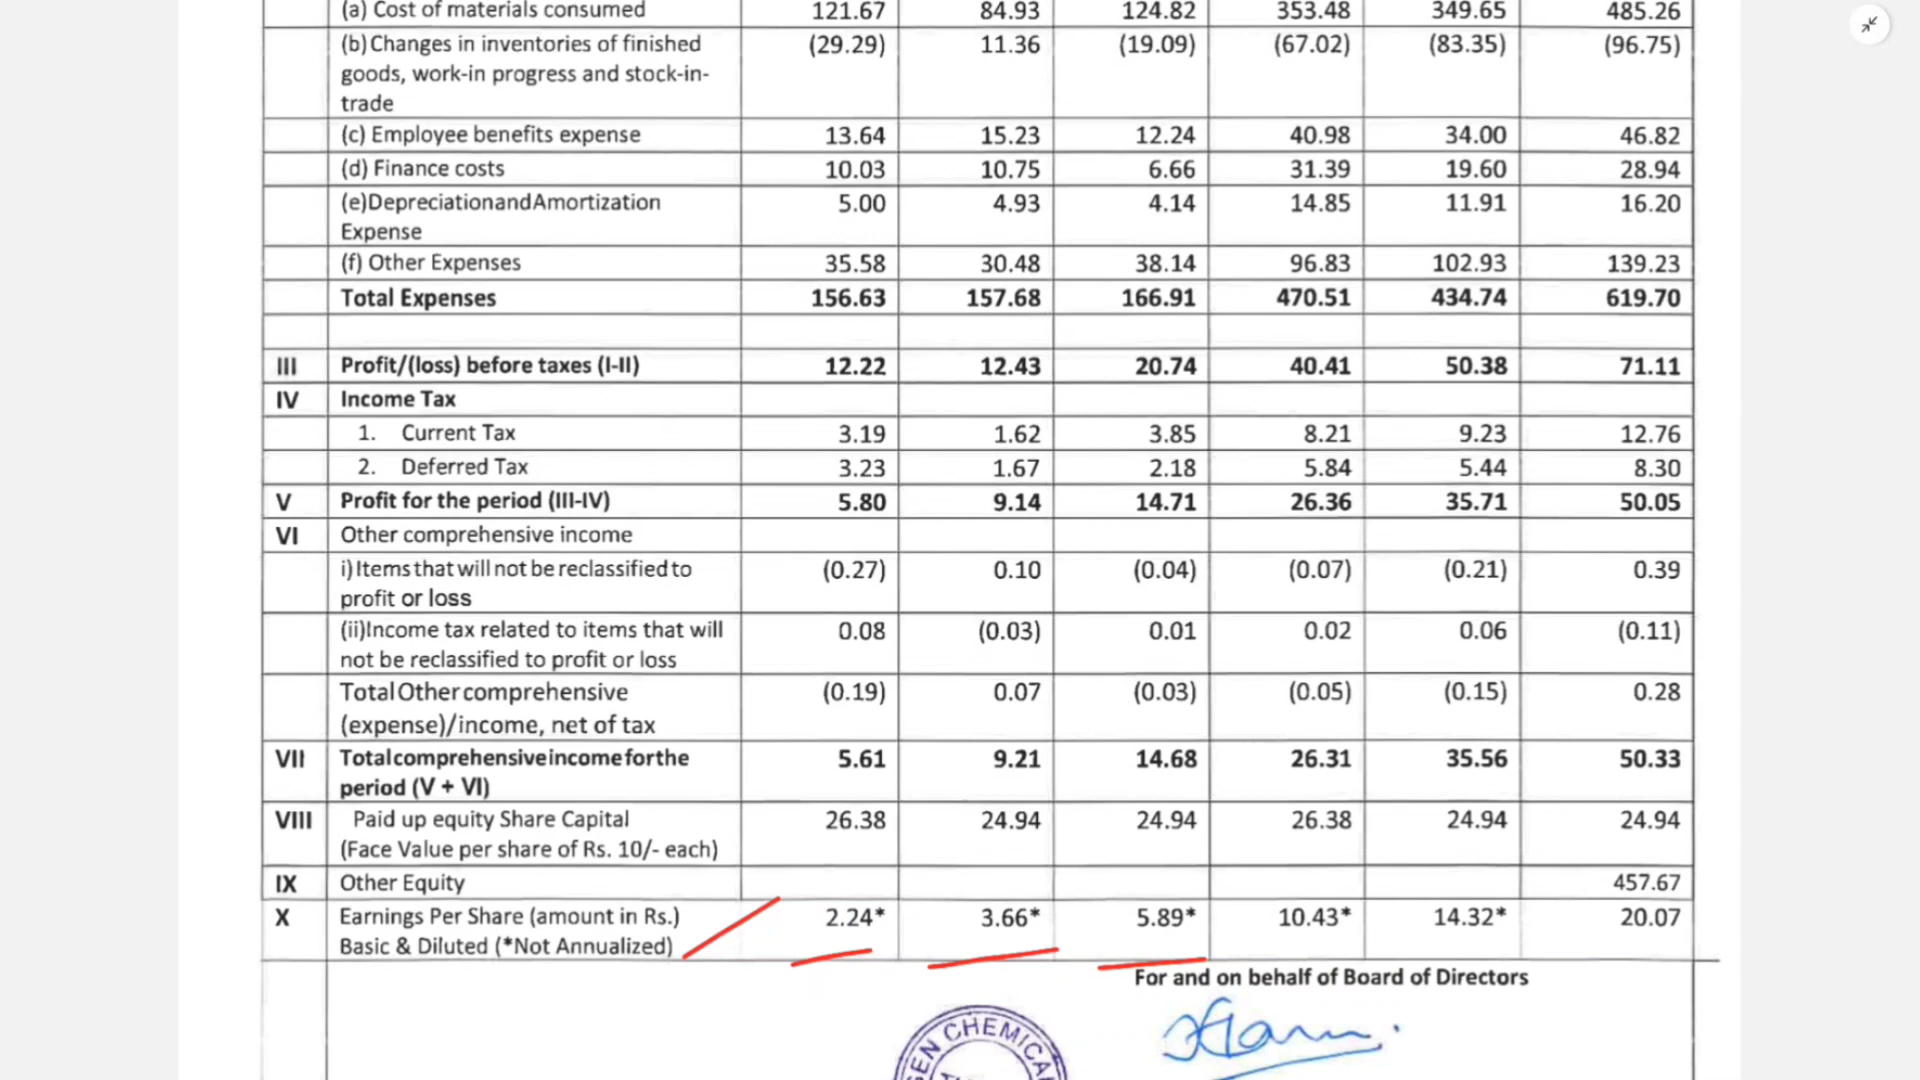 (a) Cost of materials consumed 121.67 84.93 124.82 353.48 349.65 485.26
(b) Changes in inventories of finished (29.29) 11.36 (19.09) (67.02) (83.35) (96.75)
goods, work-in progress and stock-in-
trade
(c) Employee benefits expense 13.64 15.23 12.24 40.98 34.00 46.82
(d) Finance costs 10.03 10.75 6.66 31.39 19.60 28.94
(e)DepreciationandAmortization 5.00 4.93 4.14 14.85 11.91 16.20
Expense
(f) Other Expenses 35.58 30.48 38.14 96.83 102.93 139.23
Total Expenses 156.63 157.68 166.91 470.51 434.74 619.70
III Profit/(loss) before taxes (I-II) 12.22 12.43 20.74 40.41 50.38 71.11
IV Income Tax
1. Current Tax 3.19 1.62 3.85 8.21 9.23 12.76
2. Deferred Tax 3.23 1.67 2.18 5.84 5.44 8.30
V Profit for the period (III-IV) 5.80 9.14 14.71 26.36 35.71 50.05
VI Other comprehensive income
i) Items that will not be reclassified to (0.27) 0.10 (0.04) (0.07) (0.21) 0.39
profit or loss
(ii)Income tax related to items that will 0.08 (0.03) 0.01 0.02 0.06 (0.11)
not be reclassified to profit or loss
Total Other comprehensive (0.19) 0.07 (0.03) (0.05) (0.15) 0.28
(expense)/income, net of tax
VII Total comprehensive income for the 5.61 9.21 14.68 26.31 35.56 50.33
period (V + VI)
VIII Paid up equity Share Capital 26.38 24.94 24.94 26.38 24.94 24.94
(Face Value per share of Rs. 10/- each)
IX Other Equity 457.67
X Earnings Per Share (amount in Rs.) 2.24* 3.66* 5.89* 10.43* 14.32* 20.07
Basic & Diluted (*Not Annualized)
For and on behalf of Board of Directors
GEN CHEMICA